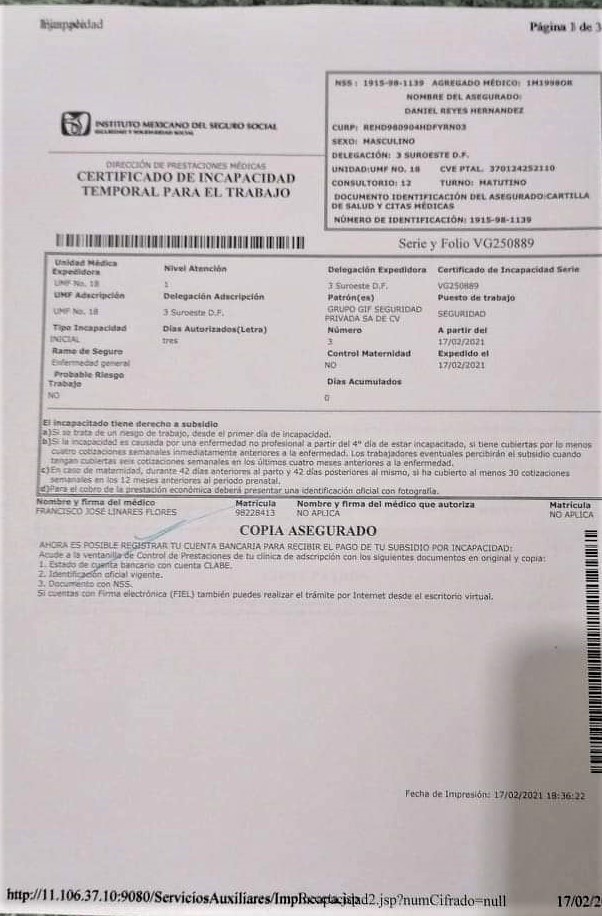 Página 1 de 3
NSS: 1915-98-1139 AGREGADO MÉDICO: 1M1998OR
NOMBRE DEL ASEGURADO:
DANIEL REYES HERNANDEZ
CURP: REHD980904HDFYRN03
SEXO: MASCULINO
DELEGACIÓN: 3 SUROESTE D.F.
UNIDAD:UMF NO. 18 CVE PTAL. 370124252110
CONSULTORIO: 12 TURNO: MATUTINO
DOCUMENTO IDENTIFICACIÓN DEL ASEGURADO:CARTILLA
DE SALUD Y CITAS MÉDICAS
NÚMERO DE IDENTIFICACIÓN: 1915-98-1139
INSTITUTO MEXICANO DEL SEGURO SOCIAL
SEGURIDAD Y SOLIDARIDAD SOCIAL
DIRECCIÓN DE PRESTACIONES MÉDICAS
CERTIFICADO DE INCAPACIDAD
TEMPORAL PARA EL TRABAJO
Serie y Folio VG250889
Unidad Médica Expedidora
UMF No. 18
Nivel Atención
1
Delegación Expedidora
3 Suroeste D.F.
Certificado de Incapacidad Serie
VG250889
UMF Adscripción
UMF No. 18
Delegación Adscripción
3 Suroeste D.F.
Patrón(es)
GRUPO GIF SEGURIDAD
PRIVADA SA DE CV
Puesto de trabajo
SEGURIDAD
Tipo Incapacidad
INICIAL
Días Autorizados(Letra)
tres
Número
3
A partir del
17/02/2021
Ramo de Seguro
Enfermedad general
Control Maternidad
NO
Expedido el
17/02/2021
Probable Riesgo
Trabajo
NO
Días Acumulados
0
El incapacitado tiene derecho a subsidio
a)Si se trata de un riesgo de trabajo, desde el primer día de incapacidad.
b)Si la incapacidad es causada por una enfermedad no profesional a partir del 4° día de estar incapacitado, si tiene cubiertas por lo menos
cuatro cotizaciones semanales inmediatamente anteriores a la enfermedad. Los trabajadores eventuales percibirán el subsidio cuando
tengan cubiertas seis cotizaciones semanales en los últimos cuatro meses anteriores a la enfermedad.
c)En caso de maternidad, durante 42 días anteriores al parto y 42 días posteriores al mismo, si ha cubierto al menos 30 cotizaciones
semanales en los 12 meses anteriores al periodo prenatal.
d)Para el cobro de la prestación económica deberá presentar una identificación oficial con fotografía.
Nombre y firma del médico Matrícula Nombre y firma del médico que autoriza Matrícula
FRANCISCO JOSÉ LINARES FLORES 98228413 NO APLICA NO APLICA
COPIA ASEGURADO
AHORA ES POSIBLE REGISTRAR TU CUENTA BANCARIA PARA RECIBIR EL PAGO DE TU SUBSIDIO POR INCAPACIDAD:
Acude a la ventanilla de Control de Prestaciones de tu clínica de adscripción con los siguientes documentos en original y copia:
1. Estado de cuenta bancario con cuenta CLABE.
2. Identificación oficial vigente.
3. Documento con NSS.
Si cuentas con Firma electrónica (FIEL) también puedes realizar el trámite por Internet desde el escritorio virtual.
Fecha de Impresión: 17/02/2021 18:36:22
http://11.106.37.10:9080/ServiciosAuxiliares/ 17/02/2